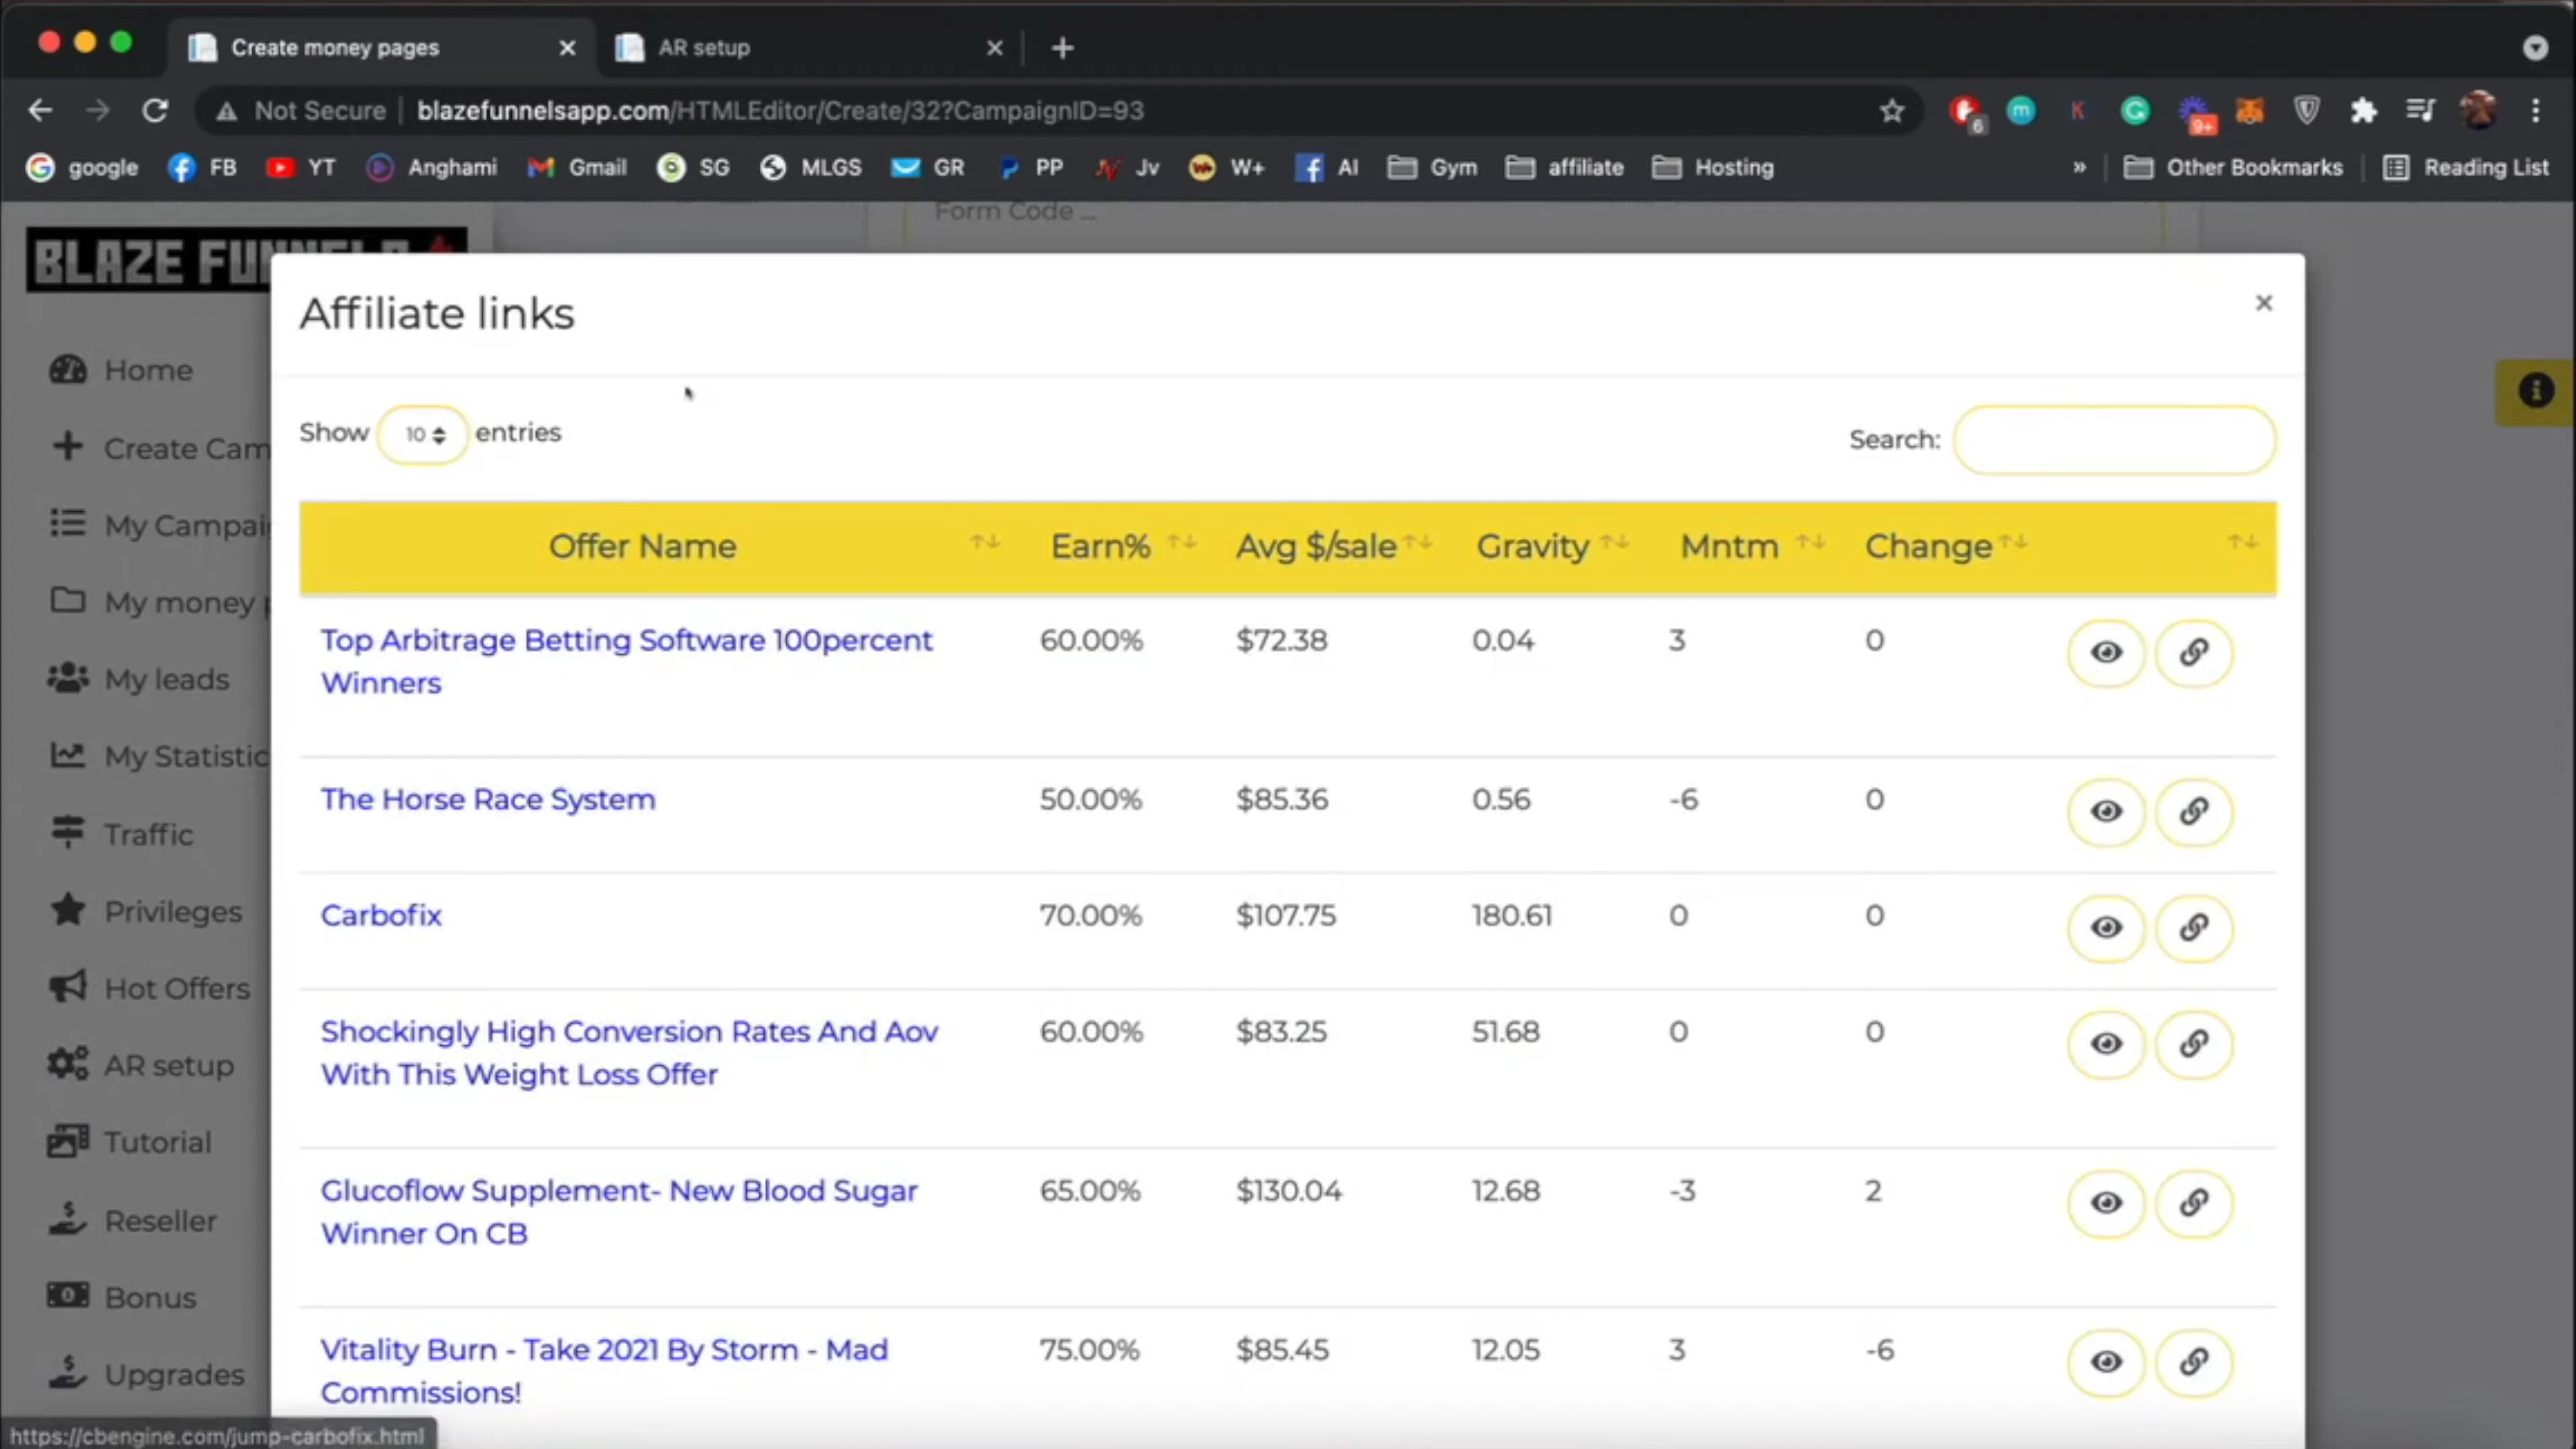 Create money pages
AR setup
Not Secure
blazefunnelsapp.com/HTMLEditor/Create/32?CampaignID=93
6
m
K
9+
google
FB
YT
Anghami
Gmail
SG
MLGS
GR
PP
Jv
W+
AI
Gym
affiliate
Hosting
»
Other Bookmarks
Reading List
Form Code ...
BLAZE
Affiliate links
×
Home
Show 10 entries
Search:
Create Cam
My Campai
My money p
My leads
My Statistic
Traffic
Privileges
Hot Offers
AR setup
Tutorial
Reseller
Bonus
Upgrades
Offer Name Earn% Avg $/sale Gravity Mntm Change
Top Arbitrage Betting Software 100percent 60.00% $72.38 0.04 3 0
Winners
The Horse Race System 50.00% $85.36 0.56 -6 0
Carbofix 70.00% $107.75 180.61 0 0
Shockingly High Conversion Rates And Aov 60.00% $83.25 51.68 0 0
With This Weight Loss Offer
Glucoflow Supplement- New Blood Sugar 65.00% $130.04 12.68 -3 2
Winner On CB
Vitality Burn - Take 2021 By Storm - Mad 75.00% $85.45 12.05 3 -6
Commissions!
https://cbengine.com/jump-carbofix.html